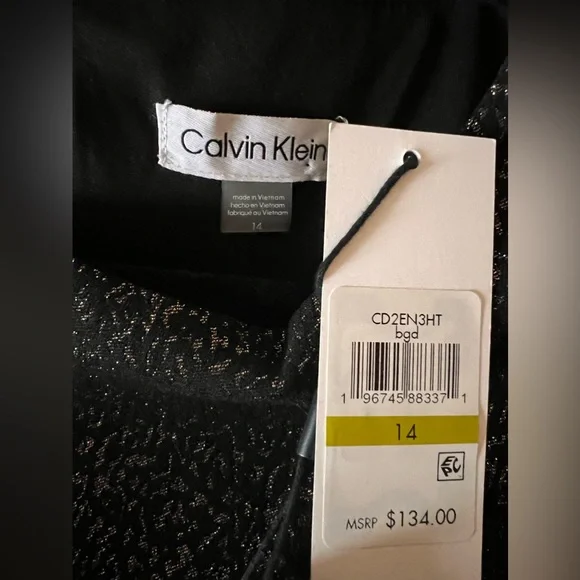 Calvin Klein
made in Vietnam
hecho en Vietnam
fabriqué au Vietnam
14
CD2EN3HT
bgd
1 96745 88337 1
14
EPC
MSRP $134.00